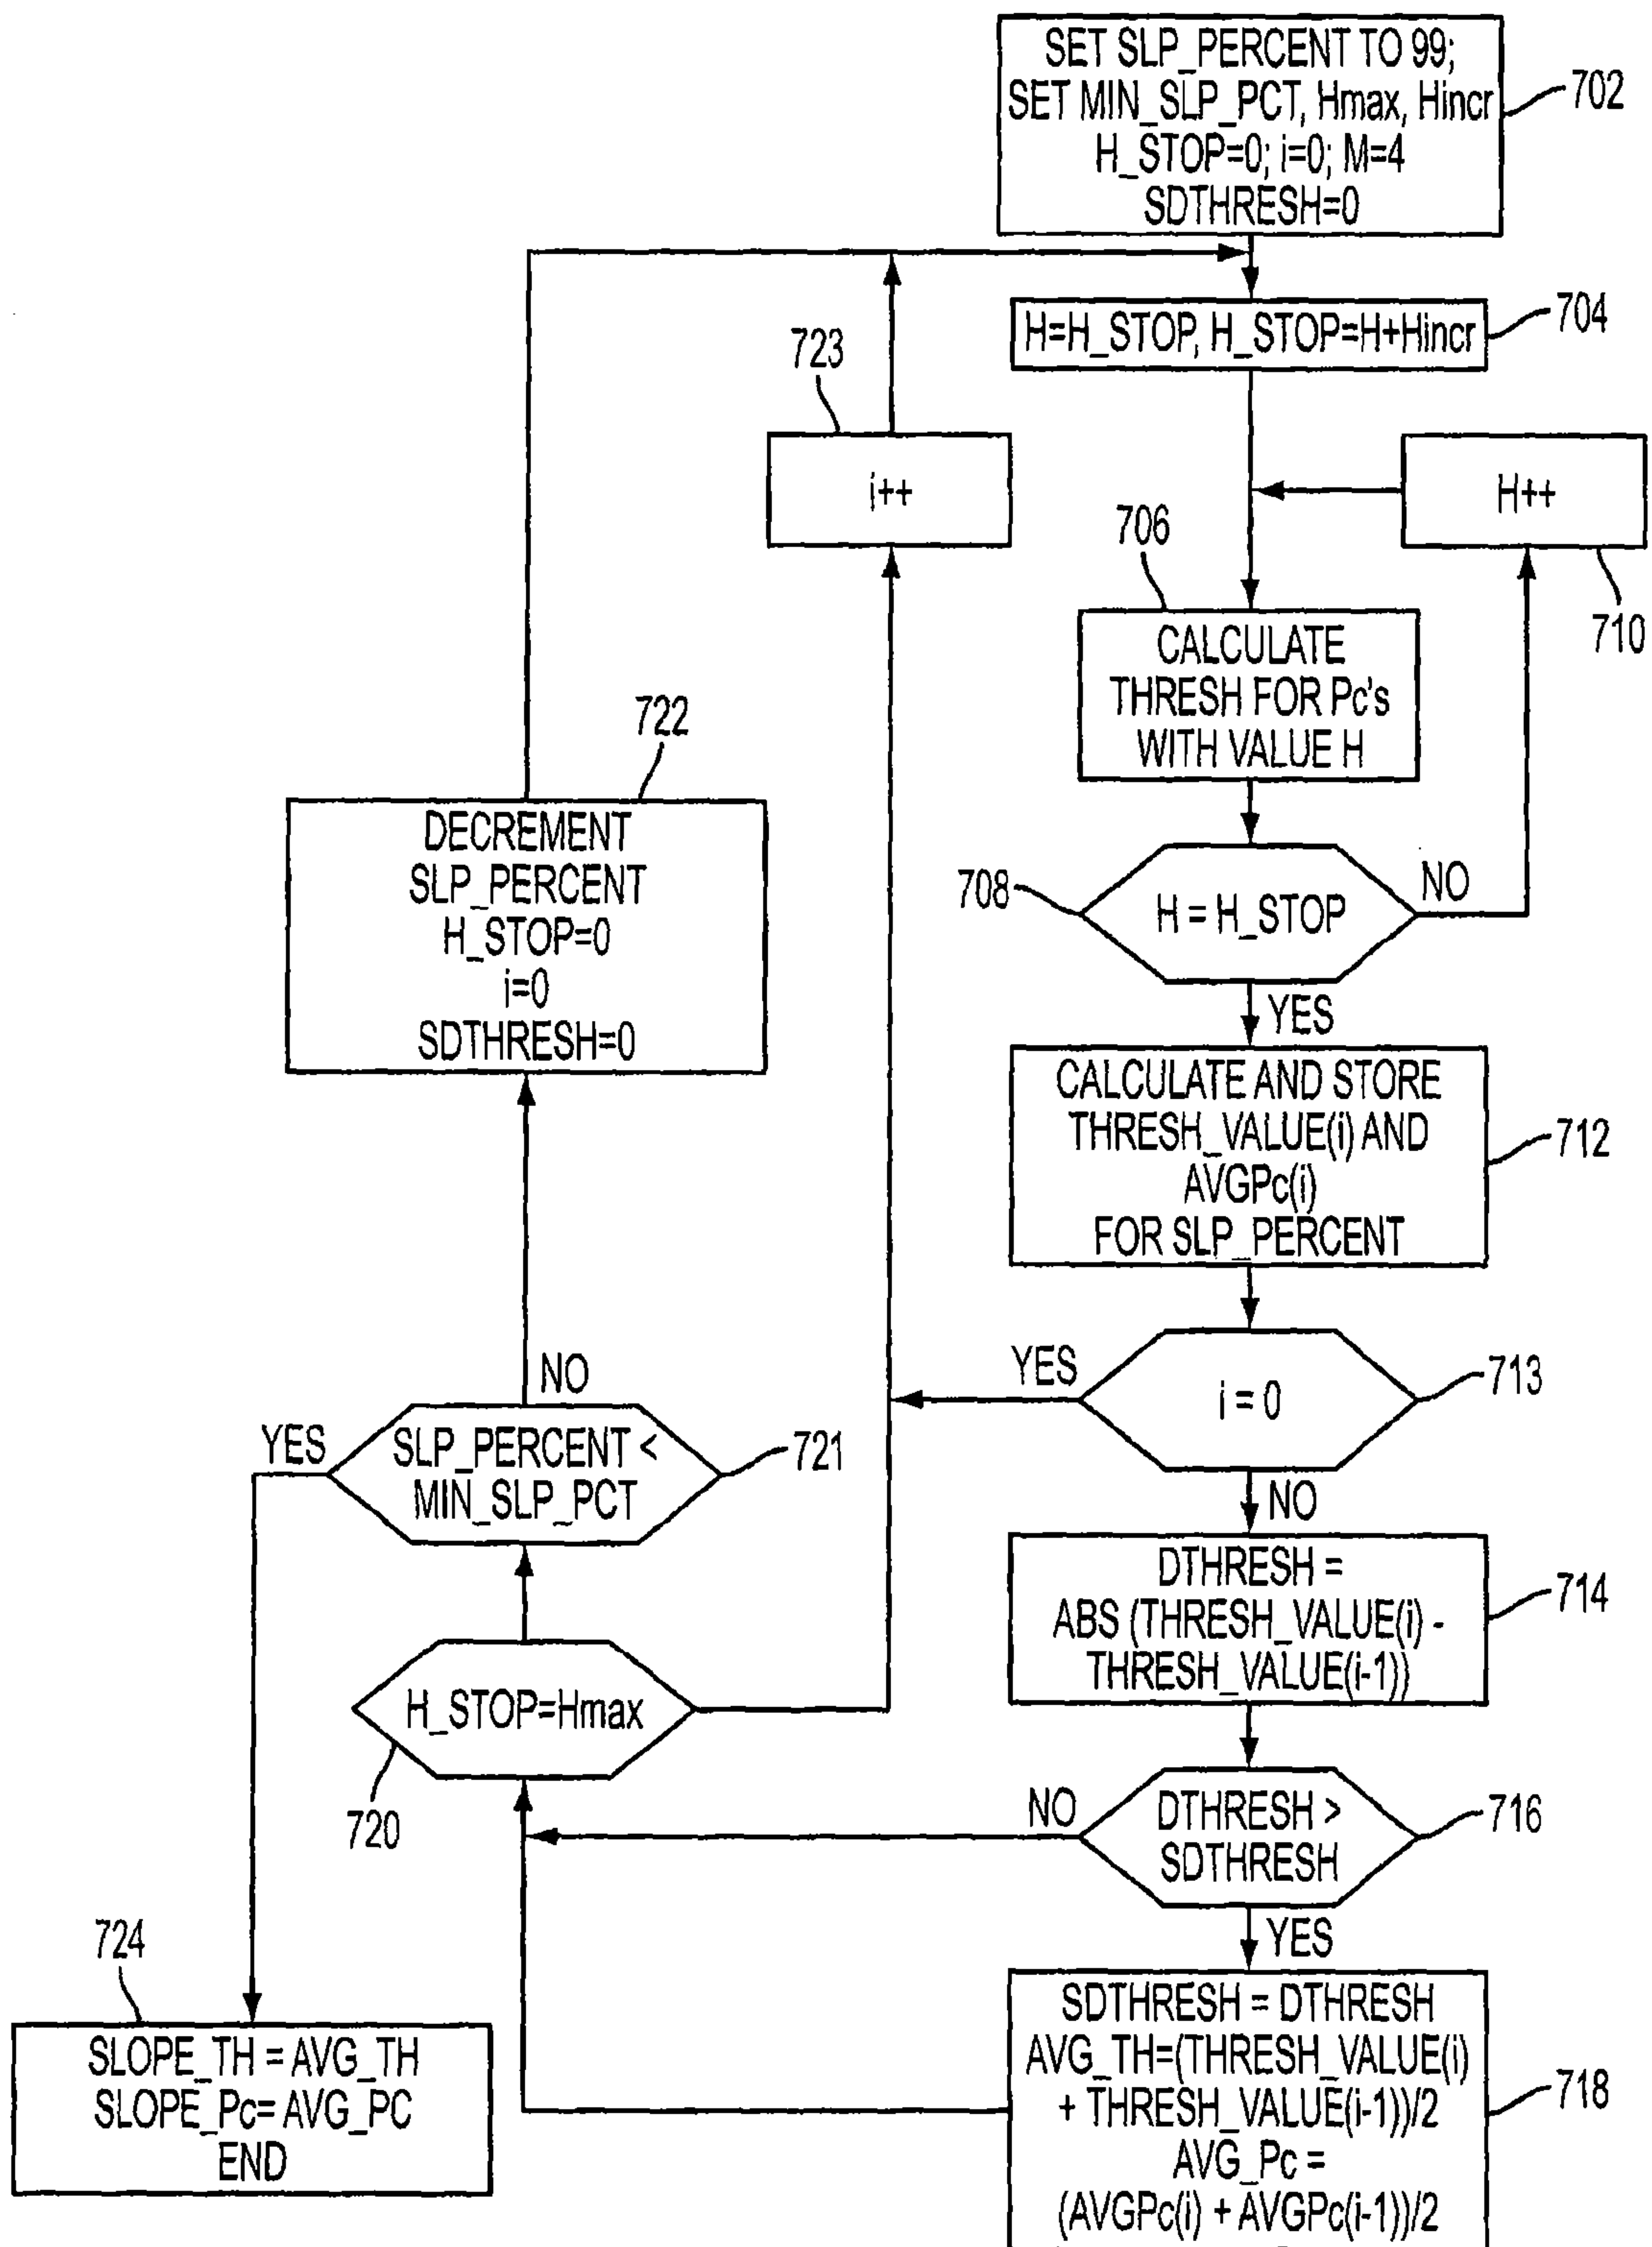 SET SLP_PERCENT TO 99;
SET MIN_SLP_PCT, Hmax, Hincr
H_STOP=0; i=0; M=4
SDTHRESH=0
702
H=H_STOP, H_STOP=H+Hincr
704
723
i++
H++
710
706
CALCULATE
THRESH FOR Pc's
WITH VALUE H
722
DECREMENT
SLP_PERCENT
H_STOP=0
i=0
SDTHRESH=0
708
H = H_STOP
NO
YES
CALCULATE AND STORE
THRESH_VALUE(i) AND
AVGPc(i)
FOR SLP_PERCENT
712
YES
i = 0
713
NO
NO
YES
SLP_PERCENT <
MIN_SLP_PCT
721
DTHRESH =
ABS (THRESH_VALUE(i) -
THRESH_VALUE(i-1))
714
H_STOP=Hmax
720
NO
DTHRESH >
SDTHRESH
716
YES
724
SLOPE_TH = AVG_TH
SLOPE_Pc= AVG_PC
END
SDTHRESH = DTHRESH
AVG_TH=(THRESH_VALUE(i)
+ THRESH_VALUE(i-1))/2
AVG_Pc =
(AVGPc(i) + AVGPc(i-1))/2
718